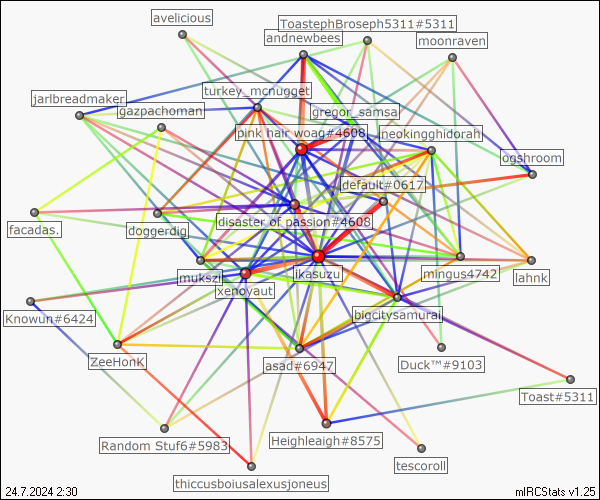 avelicious
ToastephBroseph5311#5311
andnewbees
moonraven
turkey_mcnugget
jarlbreadmaker
gazpachoman
gregor_samsa
pink hair woag#4608
neokingghidorah
ogshroom
default#0617
facadas.
doggerdig
disaster of passion#4608
mukszi
ikasuzu
mingus4742
lahnk
xenoyaut
Knowun#6424
bigcitysamurai
ZeeHonK
asad#6947
Duck™#9103
Toast#5311
Random Stuf6#5983
Heighleaigh#8575
tescoroll
thiccusboiusalexusjoneus
24.7.2024 2:30
mIRCStats v1.25